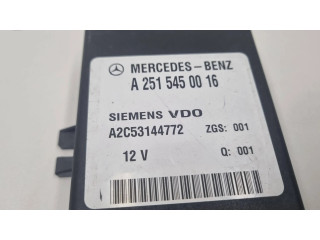 MERCEDES-BENZ
A 251 545 00 16
SIEMENS VDO
A2C53144772 ZGS: 001
12 V Q: 001